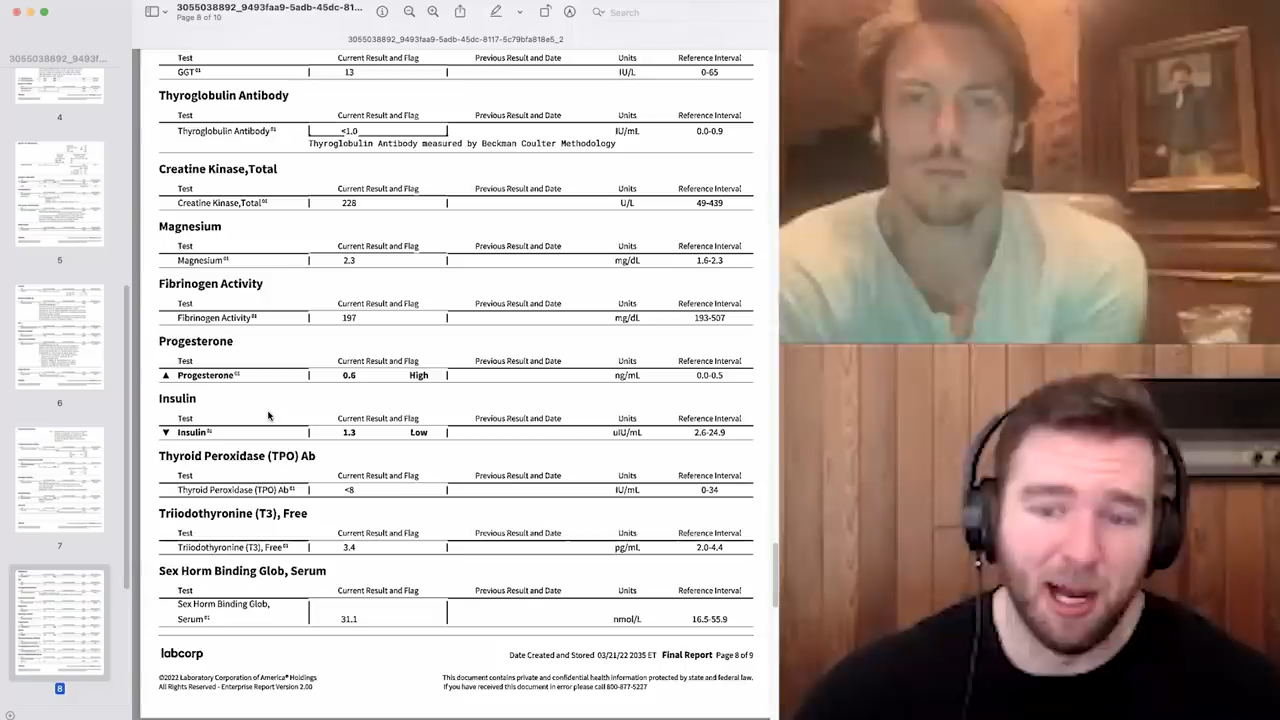 3055038892_9493faa9-5adb-45dc-81...
Page 8 of 10
Search
3055038892_9493f...
3055038892_9493faa9-5adb-45dc-8117-5c79bfa818e5_2
4
5
6
7
8
Test Current Result and Flag Previous Result and Date Units Reference Interval
GGT 01 13 IU/L 0-65
Thyroglobulin Antibody
Test Current Result and Flag Previous Result and Date Units Reference Interval
Thyroglobulin Antibody 01 <1.0 IU/mL 0.0-0.9
Thyroglobulin Antibody measured by Beckman Coulter Methodology
Creatine Kinase,Total
Test Current Result and Flag Previous Result and Date Units Reference Interval
Creatine Kinase,Total 01 228 U/L 49-439
Magnesium
Test Current Result and Flag Previous Result and Date Units Reference Interval
Magnesium 01 2.3 mg/dL 1.6-2.3
Fibrinogen Activity
Test Current Result and Flag Previous Result and Date Units Reference Interval
Fibrinogen Activity 01 197 mg/dL 193-507
Progesterone
Test Current Result and Flag Previous Result and Date Units Reference Interval
▲ Progesterone 01 0.6 High ng/mL 0.0-0.5
Insulin
Test Current Result and Flag Previous Result and Date Units Reference Interval
▼ Insulin 01 1.3 Low uIU/mL 2.6-24.9
Thyroid Peroxidase (TPO) Ab
Test Current Result and Flag Previous Result and Date Units Reference Interval
Thyroid Peroxidase (TPO) Ab 01 <8 IU/mL 0-34
Triiodothyronine (T3), Free
Test Current Result and Flag Previous Result and Date Units Reference Interval
Triiodothyronine (T3), Free 01 3.4 pg/mL 2.0-4.4
Sex Horm Binding Glob, Serum
Test Current Result and Flag Previous Result and Date Units Reference Interval
Sex Horm Binding Glob,
Serum 01 31.1 nmol/L 16.5-55.9
labcorp
Date Created and Stored 03/21/22 2035 ET Final Report Page 8 of 9
©2022 Laboratory Corporation of America® Holdings
All Rights Reserved - Enterprise Report Version 2.00
This document contains private and confidential health information protected by state and federal law.
If you have received this document in error please call 800-877-5227